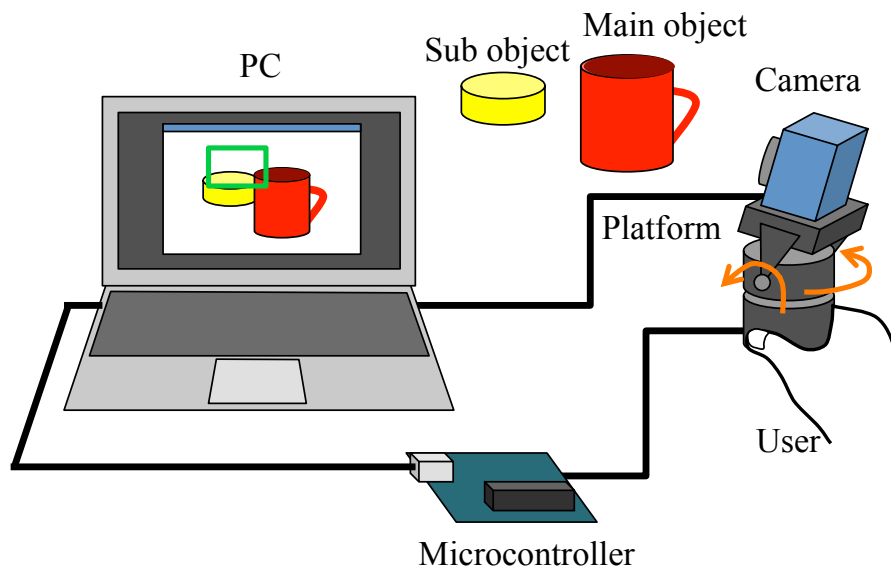 Main object
Sub object
PC
Camera
Platform
User
Microcontroller